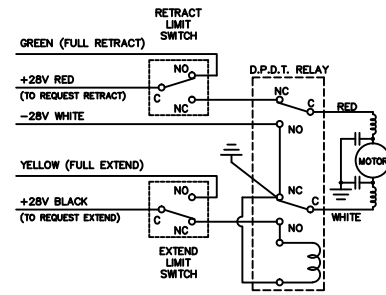 RETRACT
LIMIT
SWITCH
GREEN (FULL RETRACT)
NO
D.P.D.T. RELAY
+28V RED
C
NC
(TO REQUEST RETRACT)
NC
C
RED
-28V WHITE
NO
MOTOR
YELLOW (FULL EXTEND)
NO
NC
C
+28V BLACK
C
NC
NO
WHITE
(TO REQUEST EXTEND)
EXTEND
LIMIT
SWITCH